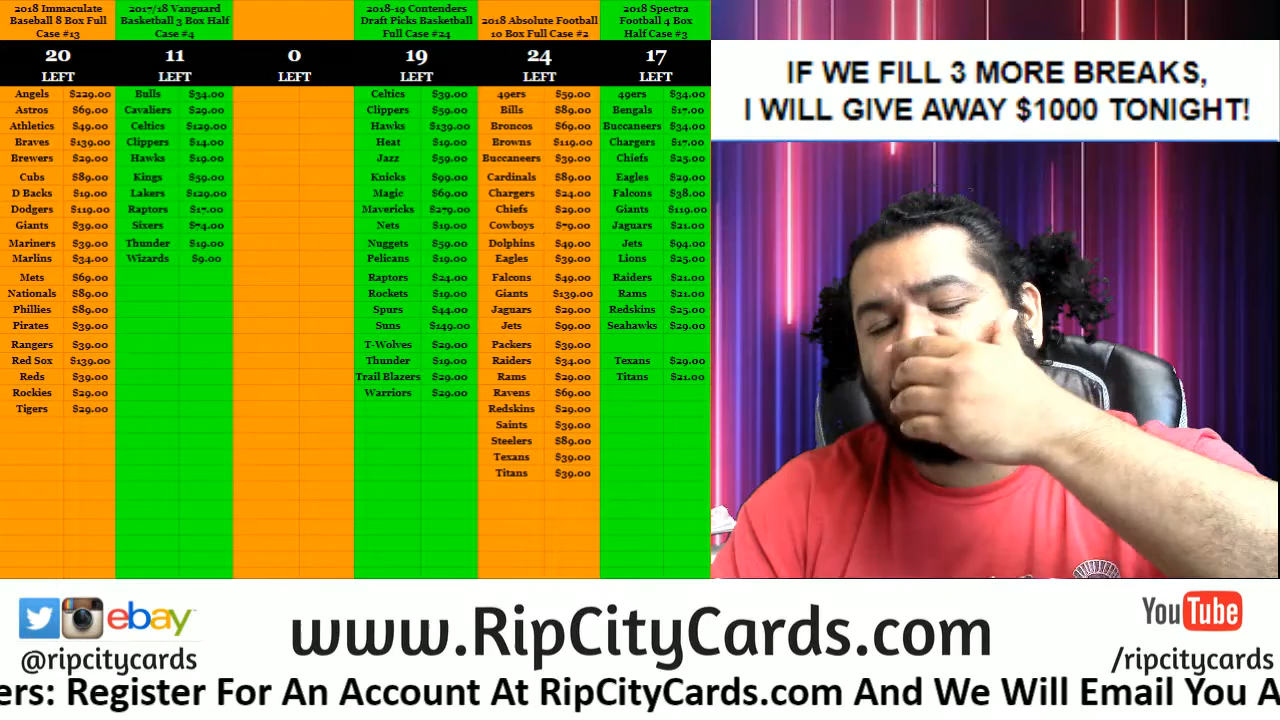 2018 Immaculate
Baseball 8 Box Full
Case #13
20
LEFT
Angels $229.00
Astros $69.00
Athletics $49.00
Braves $139.00
Brewers $29.00
Cubs $89.00
D Backs $19.00
Dodgers $119.00
Giants $39.00
Mariners $39.00
Marlins $34.00
Mets $69.00
Nationals $89.00
Phillies $89.00
Pirates $39.00
Rangers $39.00
Red Sox $139.00
Reds $39.00
Rockies $29.00
Tigers $29.00
2017/18 Vanguard
Basketball 3 Box Half
Case #4
11
LEFT
Bulls $34.00
Cavaliers $29.00
Celtics $129.00
Clippers $14.00
Hawks $19.00
Kings $59.00
Lakers $129.00
Raptors $17.00
Sixers $74.00
Thunder $19.00
Wizards $9.00
0
LEFT
2018-19 Contenders
Draft Picks Basketball
Full Case #24
19
LEFT
Celtics $39.00
Clippers $59.00
Hawks $139.00
Heat $19.00
Jazz $59.00
Knicks $99.00
Magic $69.00
Mavericks $279.00
Nets $19.00
Nuggets $59.00
Pelicans $19.00
Raptors $24.00
Rockets $19.00
Spurs $44.00
Suns $149.00
T-Wolves $29.00
Thunder $19.00
Trail Blazers $29.00
Warriors $29.00
2018 Absolute Football
10 Box Full Case #2
24
LEFT
49ers $59.00
Bills $89.00
Broncos $69.00
Browns $119.00
Buccaneers $39.00
Cardinals $89.00
Chargers $24.00
Chiefs $29.00
Cowboys $79.00
Dolphins $49.00
Eagles $39.00
Falcons $49.00
Giants $139.00
Jaguars $29.00
Jets $99.00
Packers $39.00
Raiders $34.00
Rams $29.00
Ravens $69.00
Redskins $29.00
Saints $39.00
Steelers $89.00
Texans $39.00
Titans $39.00
2018 Spectra
Football 4 Box
Half Case #3
17
LEFT
49ers $34.00
Bengals $17.00
Buccaneers $34.00
Chargers $17.00
Chiefs $25.00
Eagles $29.00
Falcons $38.00
Giants $119.00
Jaguars $21.00
Jets $94.00
Lions $25.00
Raiders $21.00
Rams $21.00
Redskins $25.00
Seahawks $29.00
Texans $29.00
Titans $21.00
IF WE FILL 3 MORE BREAKS,
I WILL GIVE AWAY $1000 TONIGHT!
ebay
@ripcitycards
www.RipCityCards.com
YouTube
/ripcitycards
ers: Register For An Account At RipCityCards.com And We Will Email You A